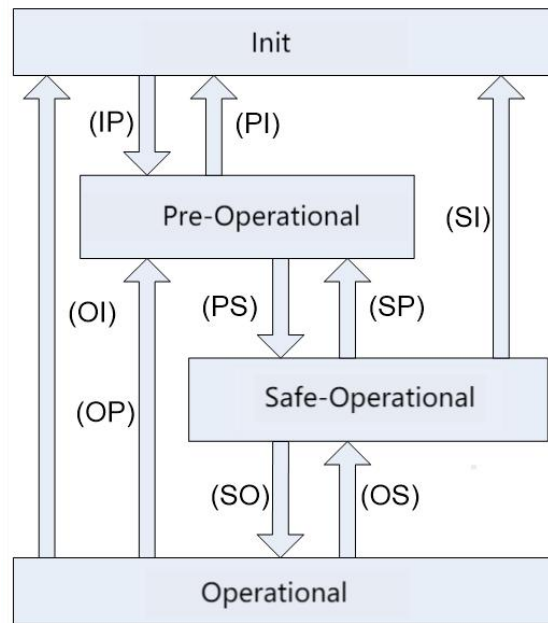 Init
(IP)
(PI)
Pre-Operational
(SI)
(OI)
(PS)
(SP)
(OP)
Safe-Operational
(SO)
(OS)
Operational